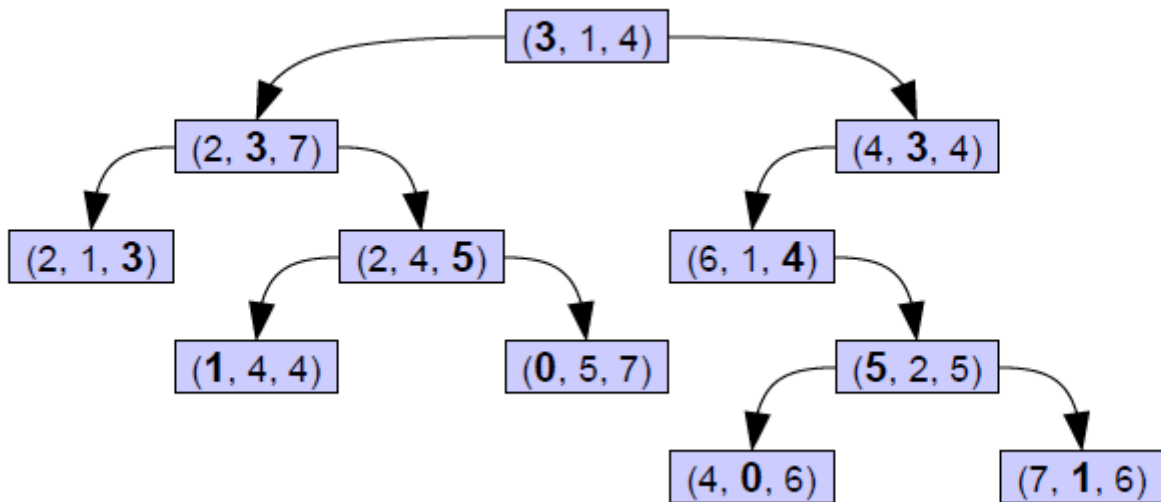 (3, 1, 4)
(2, 3, 7)
(4, 3, 4)
(2, 1, 3)
(2, 4, 5)
(6, 1, 4)
(1, 4, 4)
(0, 5, 7)
(5, 2, 5)
(4, 0, 6)
(7, 1, 6)